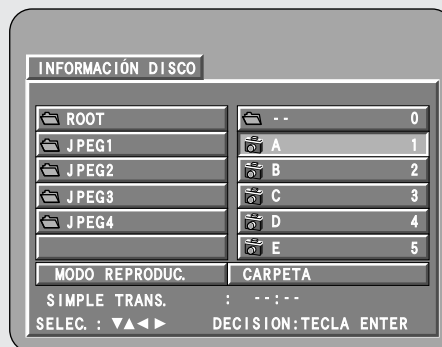 INFORMACIÓN DISCO
ROOT -- 0
JPEG1 A 1
JPEG2 B 2
JPEG3 C 3
JPEG4 D 4
E 5
MODO REPRODUC. CARPETA
SIMPLE TRANS. : --:--
SELEC. : ▼▲◀ ▶ DECISION:TECLA ENTER